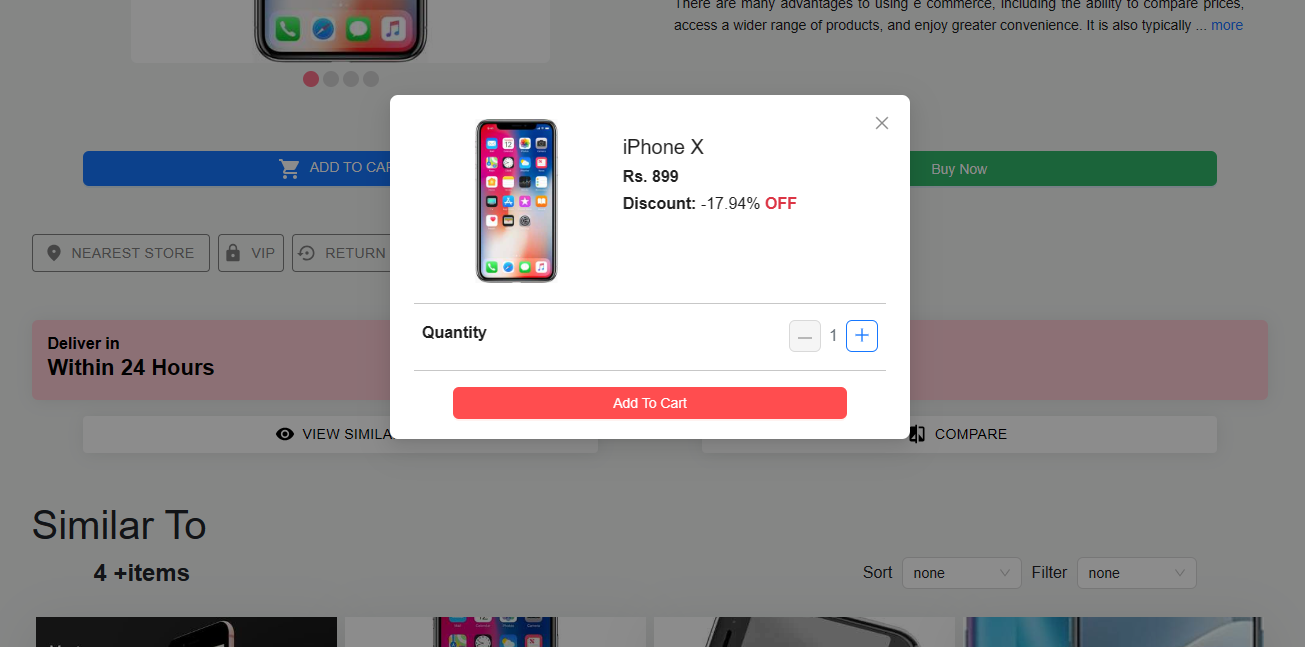 There are many advantages to using e commerce, including the ability to compare prices,
access a wider range of products, and enjoy greater convenience. It is also typically ... more
iPhone X
Rs. 899
Discount: -17.94% OFF
ADD TO CAR
Buy Now
NEAREST STORE
VIP
RETURN
Quantity
1
Deliver in
Within 24 Hours
Add To Cart
VIEW SIMILA
COMPARE
Similar To
4 +items
Sort
none
Filter
none